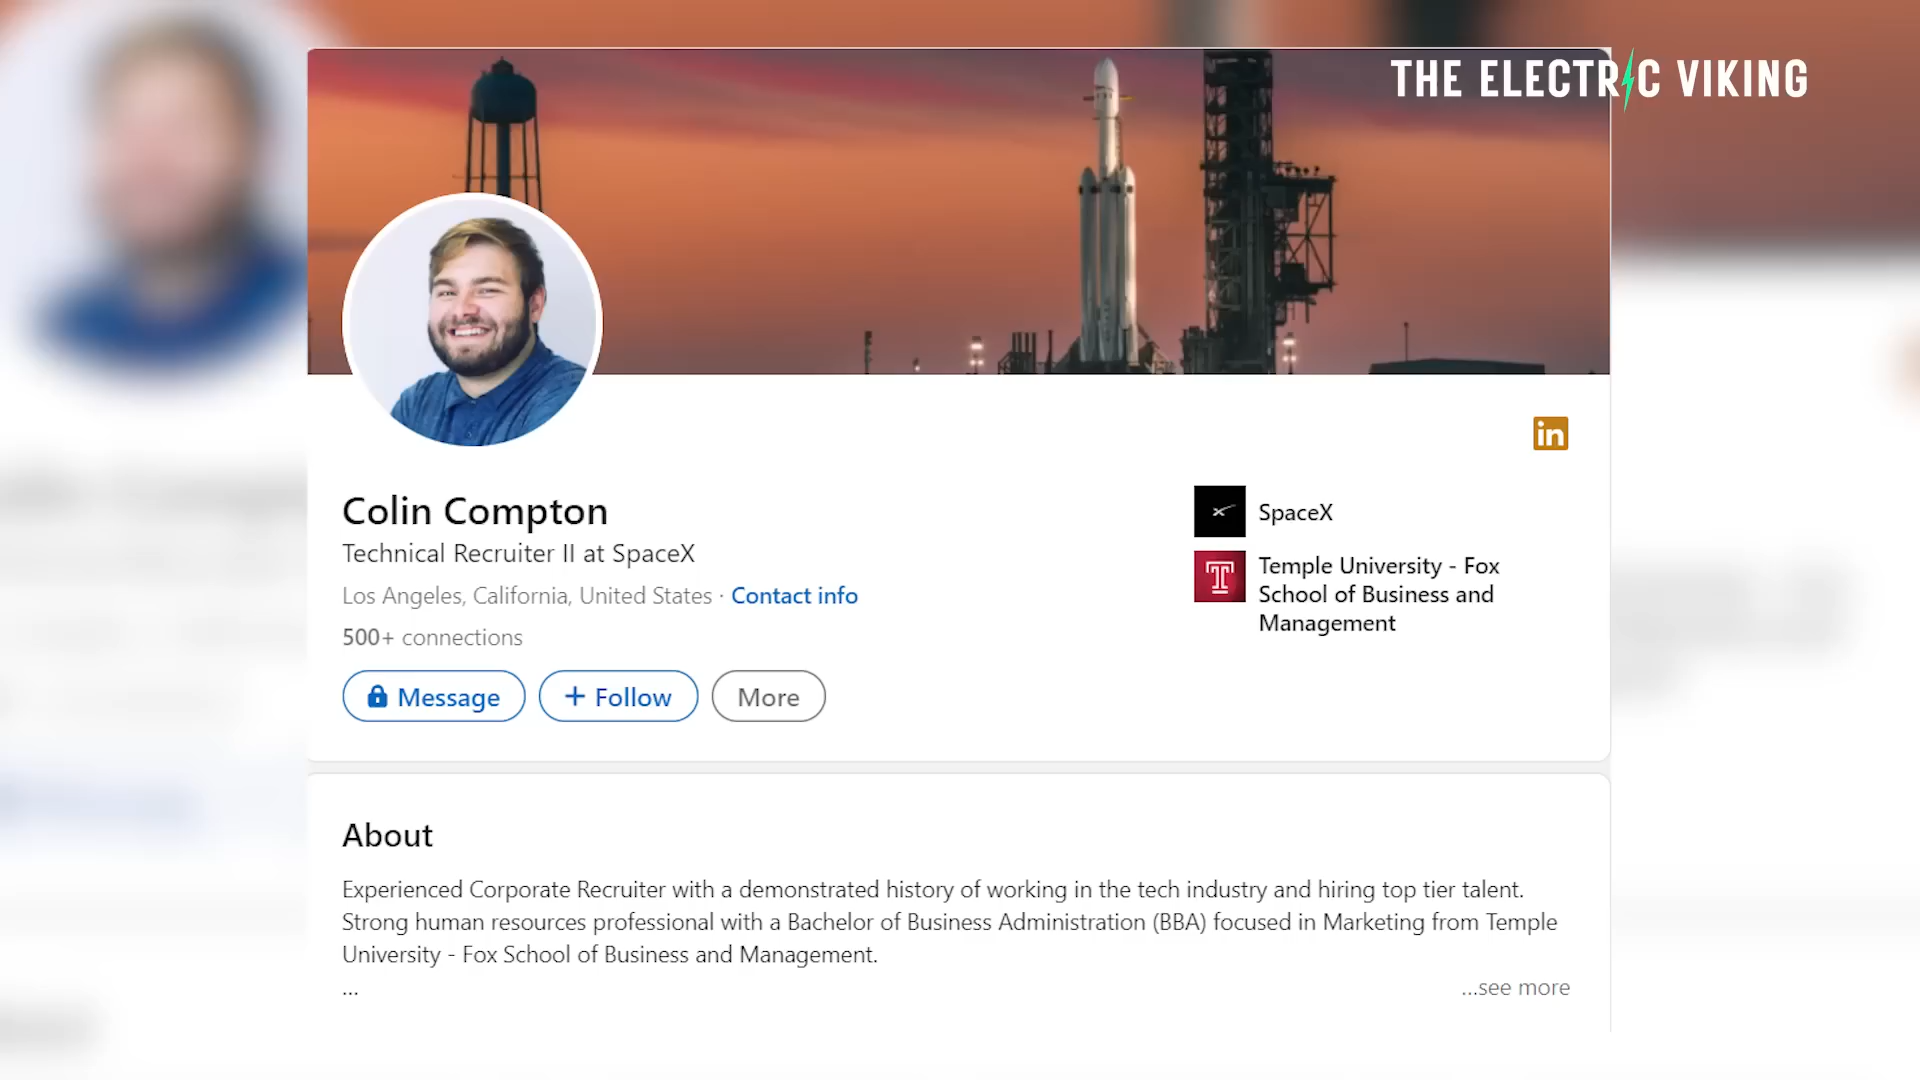 THE ELECTRIC VIKING
in
Colin Compton
Technical Recruiter II at SpaceX
Los Angeles, California, United States · Contact info
500+ connections
Message
+ Follow
More
SpaceX
T
Temple University - Fox
School of Business and
Management
About
Experienced Corporate Recruiter with a demonstrated history of working in the tech industry and hiring top tier talent.
Strong human resources professional with a Bachelor of Business Administration (BBA) focused in Marketing from Temple
University - Fox School of Business and Management.
...
...see more